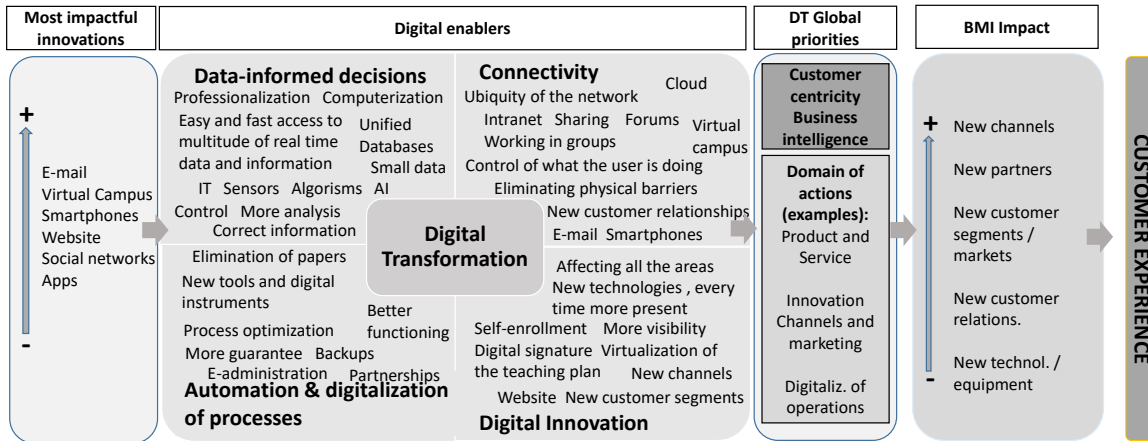 Most impactful
innovations
Digital enablers
DT Global
priorities
BMI Impact
+
E-mail
Virtual Campus
Smartphones
Website
Social networks
Apps
-
Data-informed decisions
Professionalization Computerization
Easy and fast access to
multitude of real time
data and information
Unified
Databases
Small data
IT Sensors Algorisms AI
Control More analysis
Correct information
Connectivity
Cloud
Ubiquity of the network
Intranet Sharing Forums
Working in groups
Virtual
campus
Control of what the user is doing
Eliminating physical barriers
New customer relationships
E-mail Smartphones
Digital
Transformation
Elimination of papers
New tools and digital
instruments
Better
functioning
Process optimization
More guarantee Backups
E-administration Partnerships
Automation & digitalization
of processes
Affecting all the areas
New technologies , every
time more present
Self-enrollment More visibility
Digital signature Virtualization of
the teaching plan New channels
Website New customer segments
Digital Innovation
Customer
centricity
Business
intelligence
Domain of
actions
(examples):
Product and
Service
Innovation
Channels and
marketing
Digitaliz. of
operations
+
New channels
New partners
New customer
segments /
markets
New customer
relations.
New technol. /
equipment
-
CUSTOMER EXPERIENCE